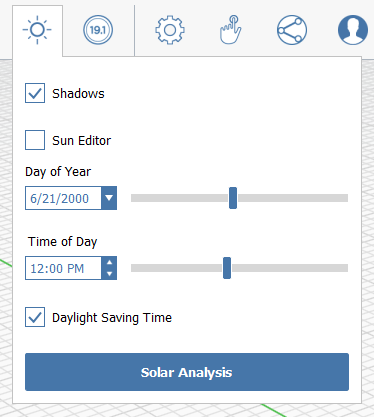 19.1
Shadows
Sun Editor
Day of Year
6/21/2000
Time of Day
12:00 PM
Daylight Saving Time
Solar Analysis